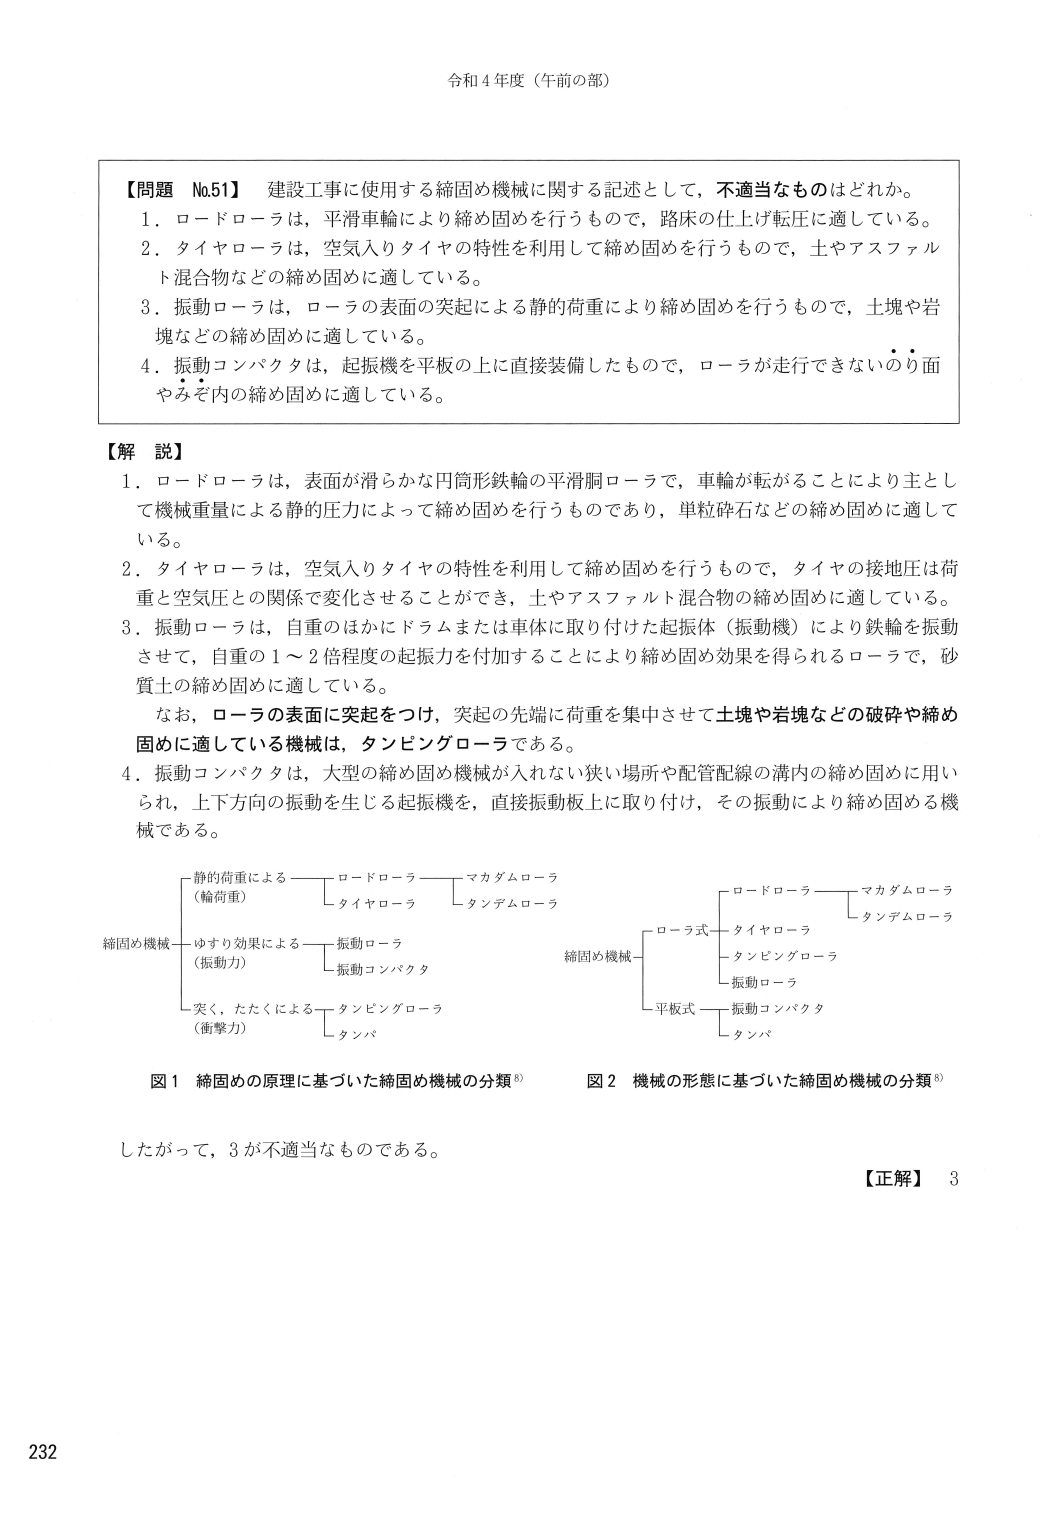 令和4年度（午前の部）
【問題　№51】　建設工事に使用する締固め機械に関する記述として，不適当なものはどれか。
1．ロードローラは，平滑車輪により締め固めを行うもので，路床の仕上げ転圧に適している。
2．タイヤローラは，空気入りタイヤの特性を利用して締め固めを行うもので，土やアスファル
ト混合物などの締め固めに適している。
3．振動ローラは，ローラの表面の突起による静的荷重により締め固めを行うもので，土塊や岩
塊などの締め固めに適している。
4．振動コンパクタは，起振機を平板の上に直接装備したもので，ローラが走行できないのり面
やみぞ内の締め固めに適している。
【解　説】
1．ロードローラは，表面が滑らかな円筒形鉄輪の平滑胴ローラで，車輪が転がることにより主とし
て機械重量による静的圧力によって締め固めを行うものであり，単粒砕石などの締め固めに適して
いる。
2．タイヤローラは，空気入りタイヤの特性を利用して締め固めを行うもので，タイヤの接地圧は荷
重と空気圧との関係で変化させることができ，土やアスファルト混合物の締め固めに適している。
3．振動ローラは，自重のほかにドラムまたは車体に取り付けた起振体（振動機）により鉄輪を振動
させて，自重の1～2倍程度の起振力を付加することにより締め固め効果を得られるローラで，砂
質土の締め固めに適している。
なお，ローラの表面に突起をつけ，突起の先端に荷重を集中させて土塊や岩塊などの破砕や締め
固めに適している機械は，タンピングローラである。
4．振動コンパクタは，大型の締め固め機械が入れない狭い場所や配管配線の溝内の締め固めに用い
られ，上下方向の振動を生じる起振機を，直接振動板上に取り付け，その振動により締め固める機
械である。
締固め機械
静的荷重による
（輪荷重）
ロードローラ
マカダムローラ
タンデムローラ
タイヤローラ
ゆすり効果による
（振動力）
振動ローラ
振動コンパクタ
突く，たたくによる
（衝撃力）
タンピングローラ
タンパ
図1　締固めの原理に基づいた締固め機械の分類8)
締固め機械
ローラ式
ロードローラ
マカダムローラ
タンデムローラ
タイヤローラ
タンピングローラ
振動ローラ
平板式
振動コンパクタ
タンパ
図2　機械の形態に基づいた締固め機械の分類8)
したがって，3が不適当なものである。
【正解】　3
232